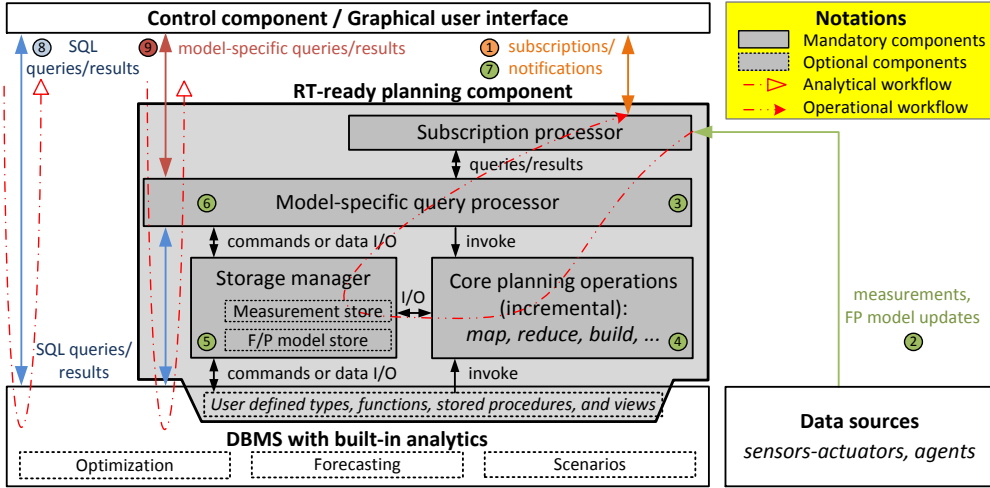 Control component / Graphical user interface
8 SQL queries/results
9 model-specific queries/results
1 subscriptions/
7 notifications
Notations
Mandatory components
Optional components
Analytical workflow
Operational workflow
RT-ready planning component
Subscription processor
queries/results
6 Model-specific query processor 3
commands or data I/O
invoke
Storage manager
Measurement store
F/P model store
5
I/O
Core planning operations
(incremental):
map, reduce, build, ...
4
measurements,
FP model updates
2
SQL queries/
results
commands or data I/O
invoke
User defined types, functions, stored procedures, and views
DBMS with built-in analytics
Optimization
Forecasting
Scenarios
Data sources
sensors-actuators, agents